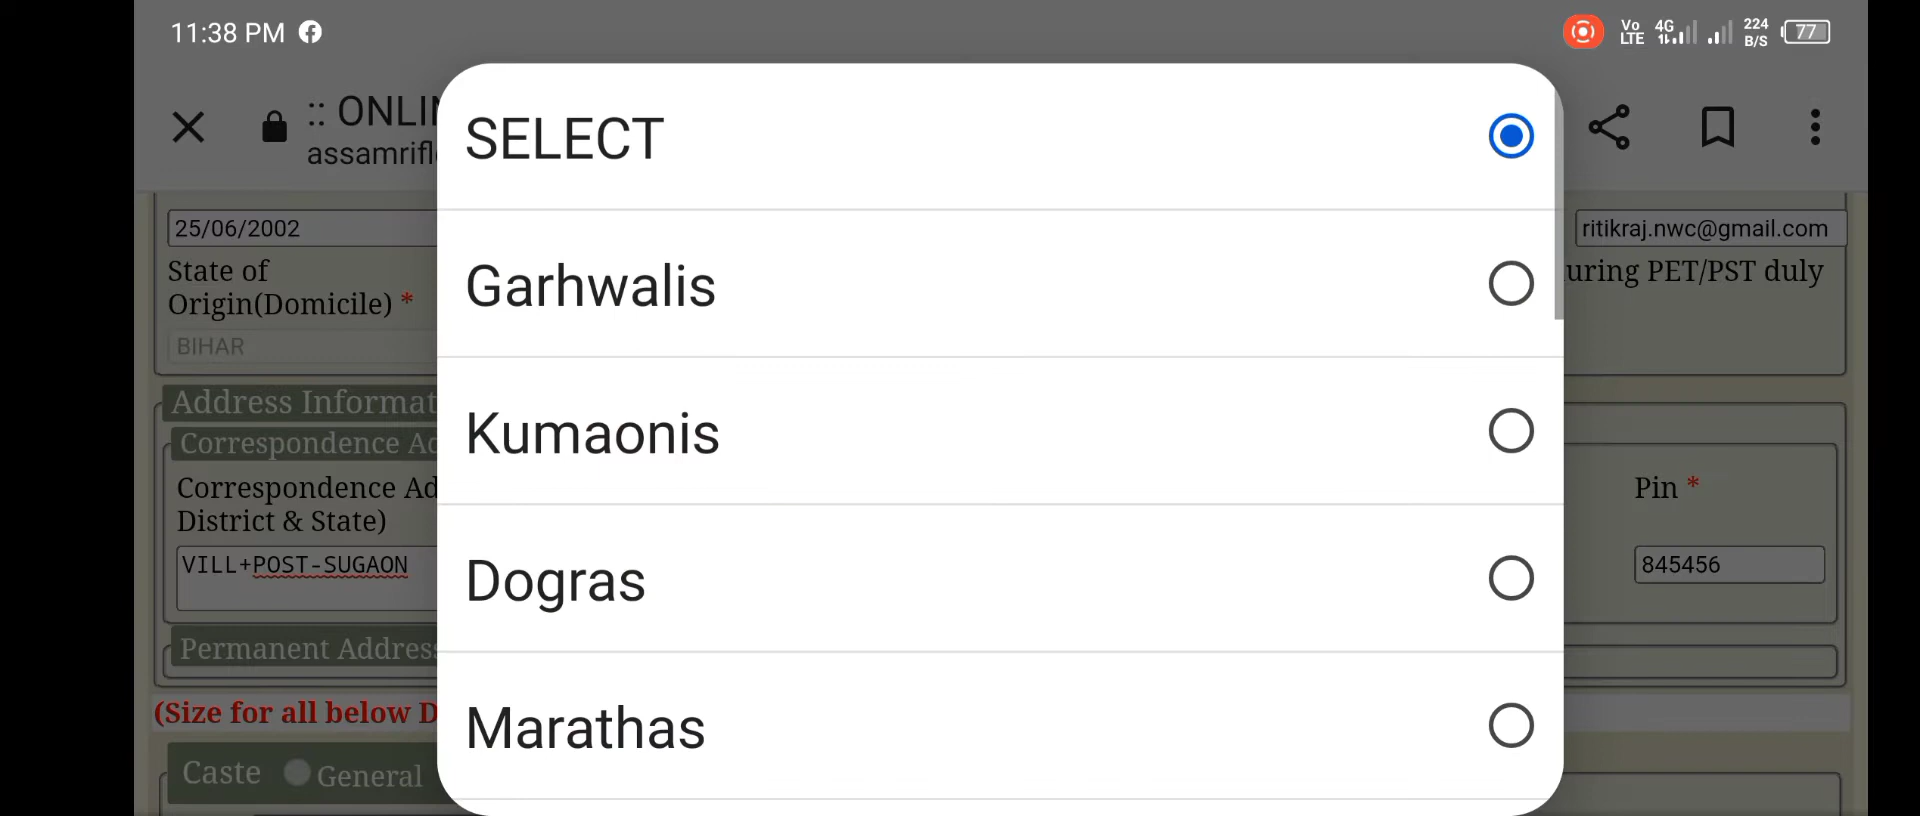 11:38 PM
Vo LTE 4G 224 B/S 77
:: ONLI
assamrifl
SELECT
Garhwalis
Kumaonis
Dogras
Marathas
25/06/2002
ritikraj.nwc@gmail.com
State of
Origin(Domicile) *
uring PET/PST duly
BIHAR
Address Informat
Correspondence Ad
Correspondence Ad
District & State)
Pin *
VILL+POST-SUGAON
845456
Permanent Address
(Size for all below D
Caste General